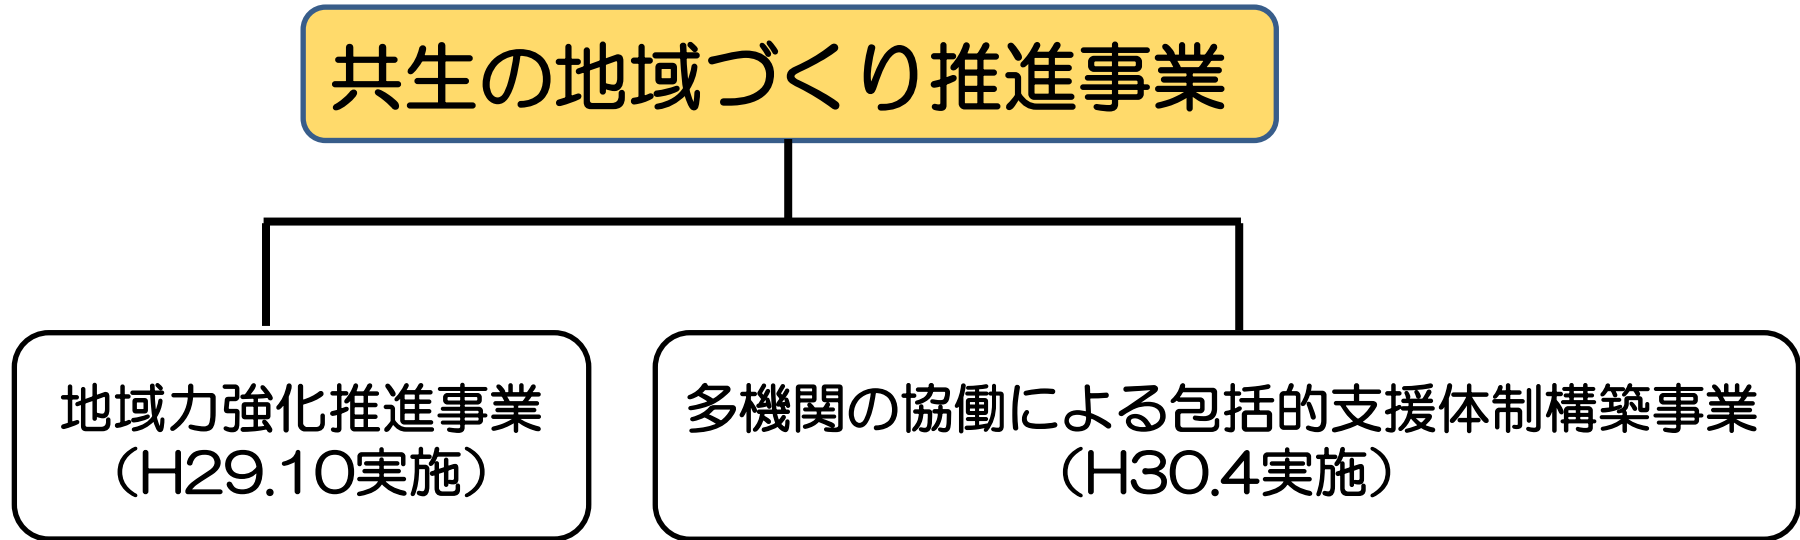 共生の地域づくり推進事業
地域力強化推進事業
（H29.10実施）
多機関の協働による包括的支援体制構築事業
（H30.4実施）